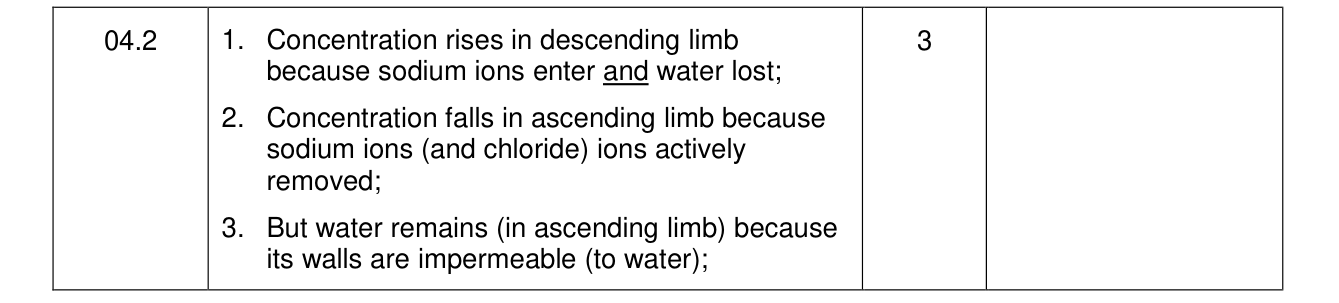 04.2
1. Concentration rises in descending limb
because sodium ions enter and water lost;
2. Concentration falls in ascending limb because
sodium ions (and chloride) ions actively
removed;
3. But water remains (in ascending limb) because
its walls are impermeable (to water);
3